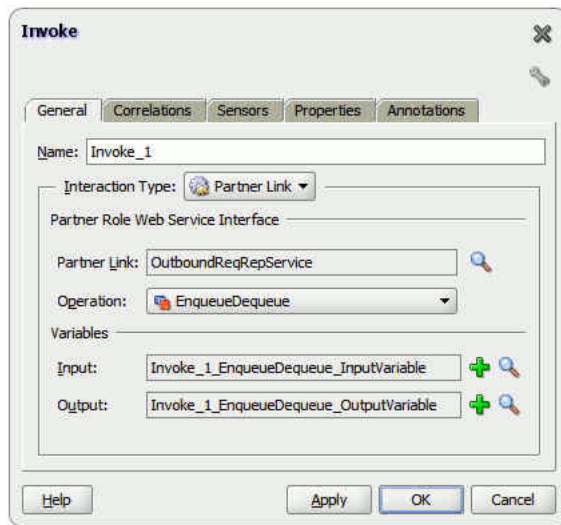 Invoke
General Correlations Sensors Properties Annotations
Name: Invoke_1
Interaction Type: Partner Link
Partner Role Web Service Interface
Partner Link: OutboundReqRepService
Operation: EnqueueDequeue
Variables
Input: Invoke_1_EnqueueDequeue_InputVariable
Output: Invoke_1_EnqueueDequeue_OutputVariable
Help Apply OK Cancel